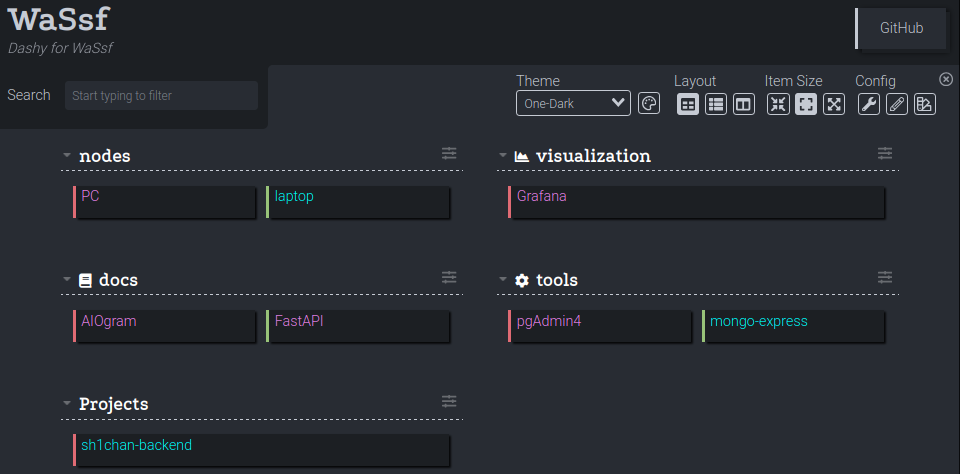 WaSsf
Dashy for WaSsf
GitHub
Search
Start typing to filter
Theme
One-Dark
Layout
Item Size
Config
nodes
PC
laptop
visualization
Grafana
docs
AIOgram
FastAPI
tools
pgAdmin4
mongo-express
Projects
sh1chan-backend